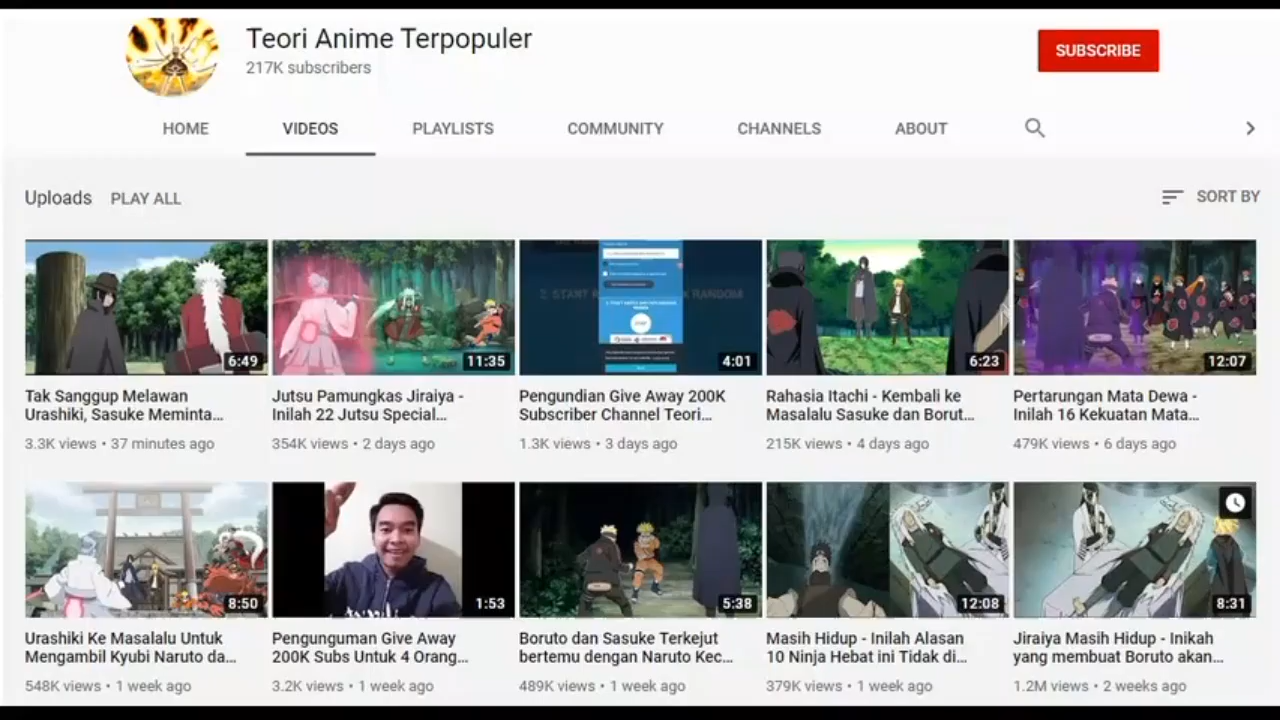 Teori Anime Terpopuler
217K subscribers
SUBSCRIBE
HOME VIDEOS PLAYLISTS COMMUNITY CHANNELS ABOUT
Uploads PLAY ALL SORT BY
6:49 11:35 4:01 6:23 12:07
Tak Sanggup Melawan
Urashiki, Sasuke Meminta...
3.3K views • 37 minutes ago
Jutsu Pamungkas Jiraiya -
Inilah 22 Jutsu Special...
354K views • 2 days ago
Pengundian Give Away 200K
Subscriber Channel Teori...
1.3K views • 3 days ago
Rahasia Itachi - Kembali ke
Masalalu Sasuke dan Borut...
215K views • 4 days ago
Pertarungan Mata Dewa -
Inilah 16 Kekuatan Mata...
479K views • 6 days ago
8:50 1:53 5:38 12:08 8:31
Urashiki Ke Masalalu Untuk
Mengambil Kyubi Naruto da...
548K views • 1 week ago
Pengunguman Give Away
200K Subs Untuk 4 Orang...
3.2K views • 1 week ago
Boruto dan Sasuke Terkejut
bertemu dengan Naruto Kec...
489K views • 1 week ago
Masih Hidup - Inilah Alasan
10 Ninja Hebat ini Tidak di...
379K views • 1 week ago
Jiraiya Masih Hidup - Inikah
yang membuat Boruto akan...
1.2M views • 2 weeks ago